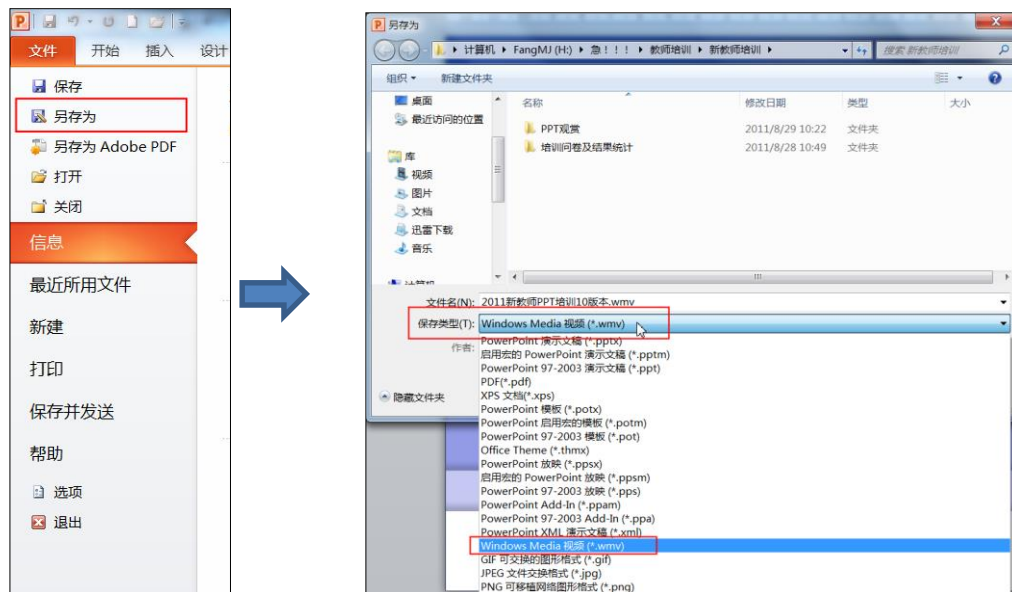 文件 开始 插入 设计
保存
另存为
另存为 Adobe PDF
打开
关闭
信息
最近所用文件
新建
打印
保存并发送
帮助
选项
退出
另存为
计算机 FangMJ (H:) 急！！！ 教师培训 新教师培训
搜索 新教师培训
组织 新建文件夹
桌面
最近访问的位置
库
视频
图片
文档
迅雷下载
音乐
名称 修改日期 类型 大小
PPT观赏 2011/8/29 10:22 文件夹
培训问卷及结果统计 2011/8/28 10:49 文件夹
文件名(N): 2011新教师PPT培训10版本.wmv
保存类型(T): Windows Media 视频 (*.wmv)
作者:
隐藏文件夹
PowerPoint 演示文稿 (*.pptx)
启用宏的 PowerPoint 演示文稿 (*.pptm)
PowerPoint 97-2003 演示文稿 (*.ppt)
PDF(*.pdf)
XPS 文档(*.xps)
PowerPoint 模板 (*.potx)
PowerPoint 启用宏的模板 (*.potm)
PowerPoint 97-2003 模板 (*.pot)
Office Theme (*.thmx)
PowerPoint 放映 (*.ppsx)
启用宏的 PowerPoint 放映 (*.ppsm)
PowerPoint 97-2003 放映 (*.pps)
PowerPoint Add-In (*.ppam)
PowerPoint 97-2003 Add-In (*.ppa)
PowerPoint XML 演示文稿 (*.xml)
Windows Media 视频 (*.wmv)
GIF 可交换的图形格式 (*.gif)
JPEG 文件交换格式 (*.jpg)
PNG 可移植网络图形格式 (*.png)